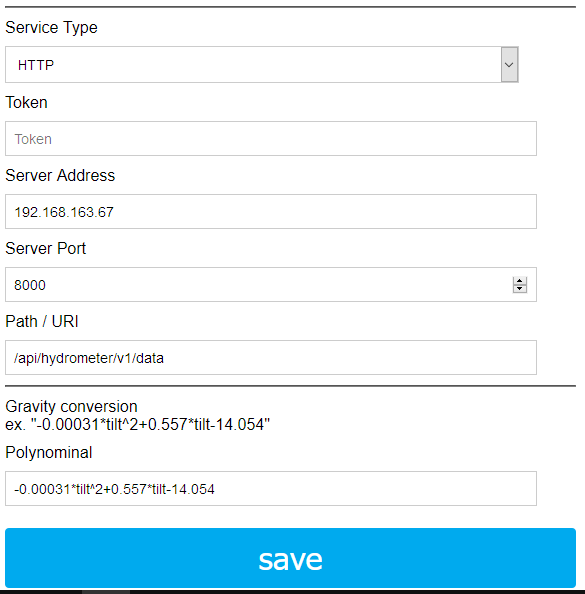 Service Type
HTTP
Token
Token
Server Address
192.168.163.67
Server Port
8000
Path / URI
/api/hydrometer/v1/data
Gravity conversion
ex. "-0.00031*tilt^2+0.557*tilt-14.054"
Polynominal
-0.00031*tilt^2+0.557*tilt-14.054
save